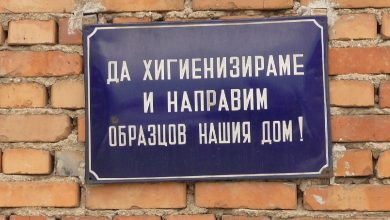 ДА ХИГИЕНИЗИРАМЕ
И НАПРАВИМ
ОБРАЗЦОВ НАШИЯ ДОМ!